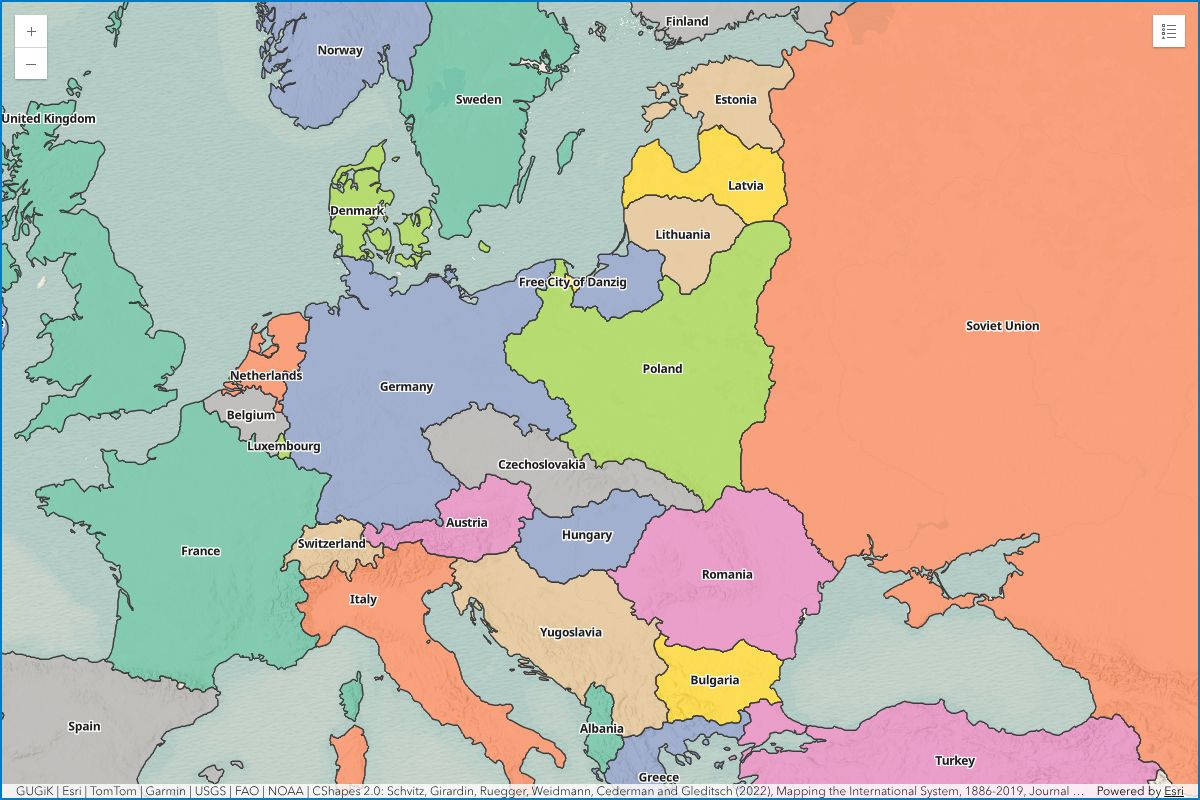 +
−
Finland
Norway
Sweden
Estonia
United Kingdom
Latvia
Denmark
Lithuania
Free City of Danzig
Soviet Union
Netherlands
Poland
Germany
Belgium
Luxembourg
Czechoslovakia
Austria
Hungary
Switzerland
France
Romania
Italy
Yugoslavia
Bulgaria
Spain
Albania
Turkey
Greece
GUGiK | Esri | TomTom | Garmin | USGS | FAO | NOAA | CShapes 2.0: Schvitz, Girardin, Ruegger, Weidmann, Cederman and Gleditsch (2022), Mapping the International System, 1886-2019, Journal ... Powered by Esri